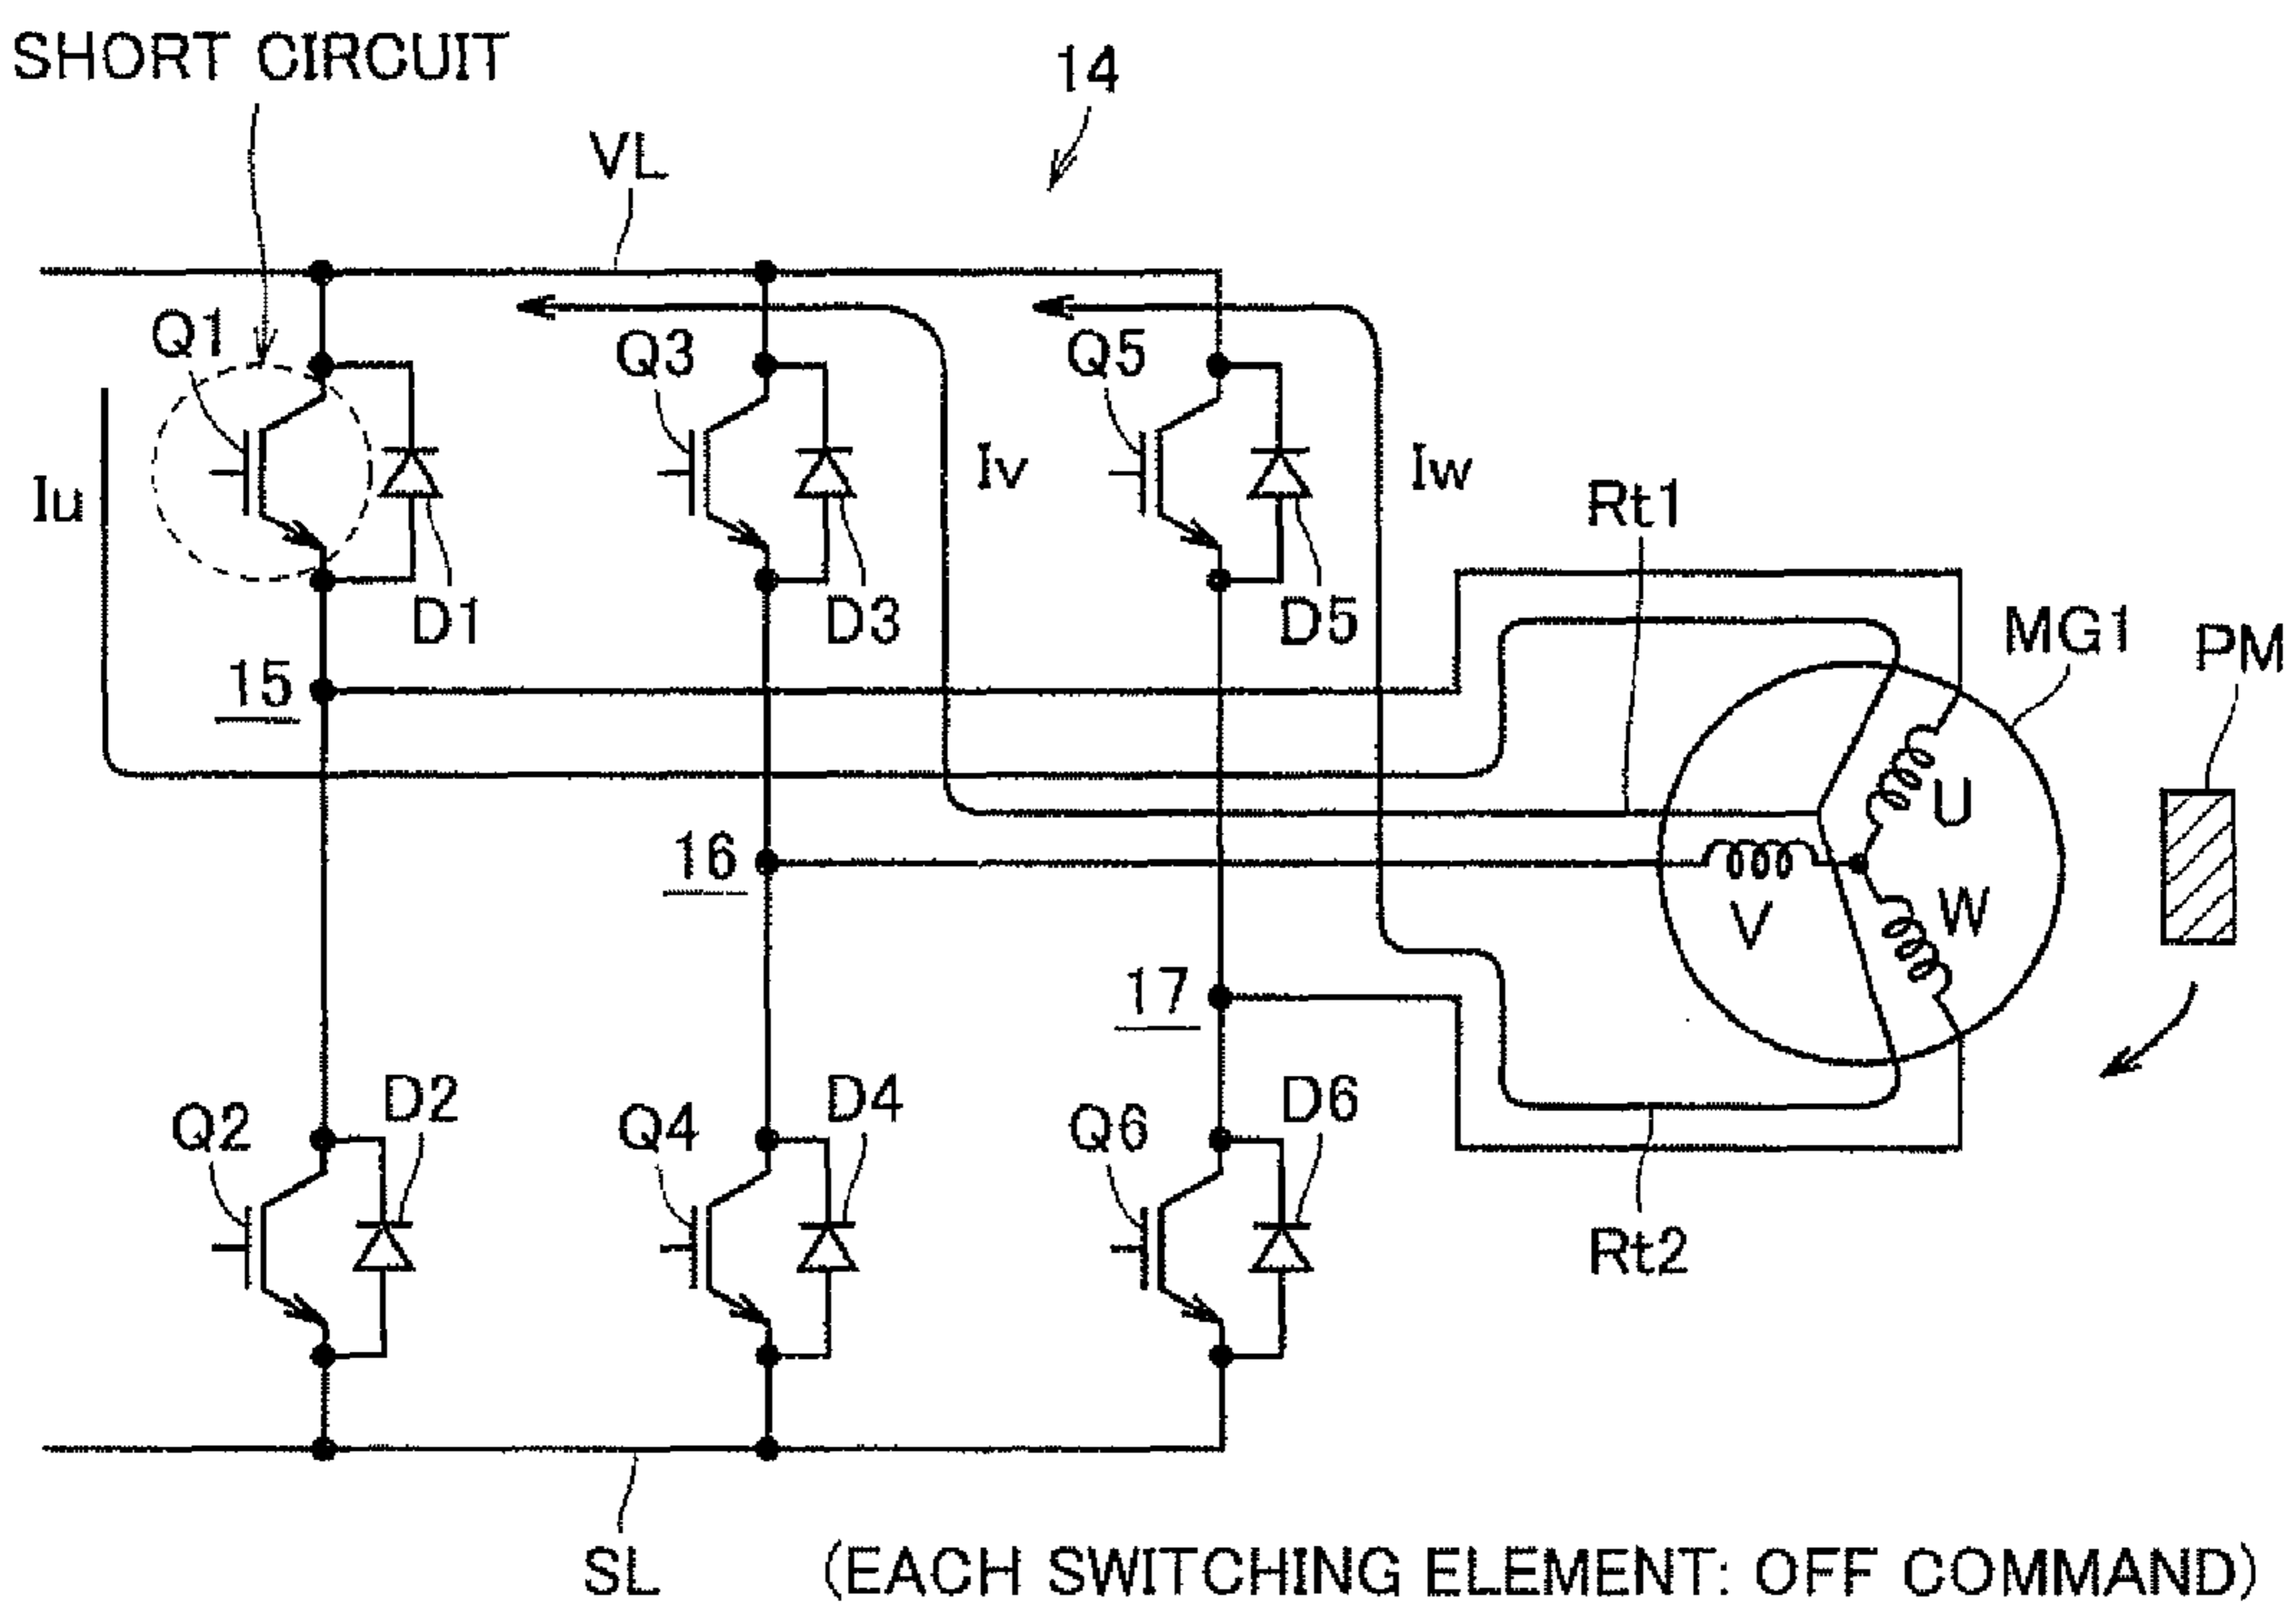 SHORT CIRCUIT
14
VL
Q1
Q3
Q5
Iu
Iv
Iw
Rt1
D1
D3
D5
MG1
PM
15
U
16
V
W
17
Q2
D2
Q4
D4
Q6
D6
Rt2
SL
(EACH SWITCHING ELEMENT: OFF COMMAND)